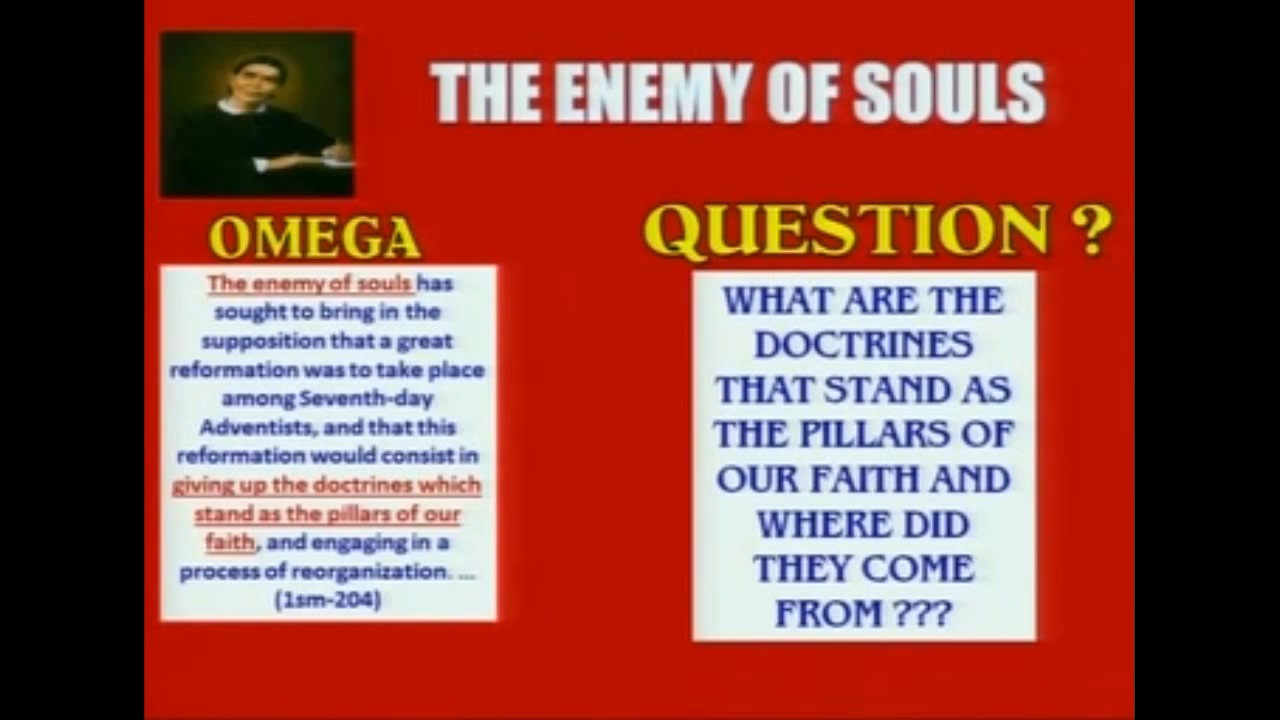 THE ENEMY OF SOULS
OMEGA
The enemy of souls has
sought to bring in the
supposition that a great
reformation was to take place
among Seventh-day
Adventists, and that this
reformation would consist in
giving up the doctrines which
stand as the pillars of our
faith, and engaging in a
process of reorganization. ...
(1sm-204)
QUESTION ?
WHAT ARE THE
DOCTRINES
THAT STAND AS
THE PILLARS OF
OUR FAITH AND
WHERE DID
THEY COME
FROM ???